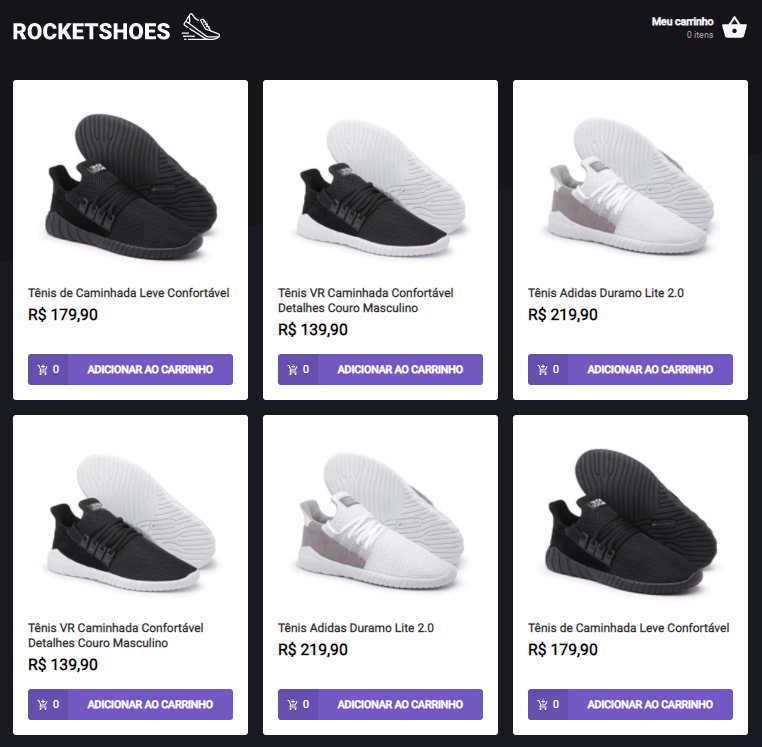 ROCKETSHOES
Meu carrinho
0 itens
Tênis de Caminhada Leve Confortável
R$ 179,90
0 ADICIONAR AO CARRINHO
Tênis VR Caminhada Confortável
Detalhes Couro Masculino
R$ 139,90
0 ADICIONAR AO CARRINHO
Tênis Adidas Duramo Lite 2.0
R$ 219,90
0 ADICIONAR AO CARRINHO
Tênis VR Caminhada Confortável
Detalhes Couro Masculino
R$ 139,90
0 ADICIONAR AO CARRINHO
Tênis Adidas Duramo Lite 2.0
R$ 219,90
0 ADICIONAR AO CARRINHO
Tênis de Caminhada Leve Confortável
R$ 179,90
0 ADICIONAR AO CARRINHO